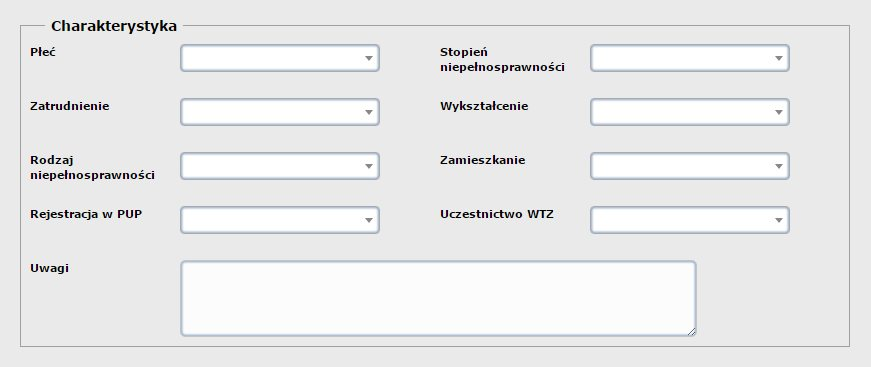 Charakterystyka
Płeć
Stopień
niepełnosprawności
Zatrudnienie
Wykształcenie
Rodzaj
niepełnosprawności
Zamieszkanie
Rejestracja w PUP
Uczestnictwo WTZ
Uwagi